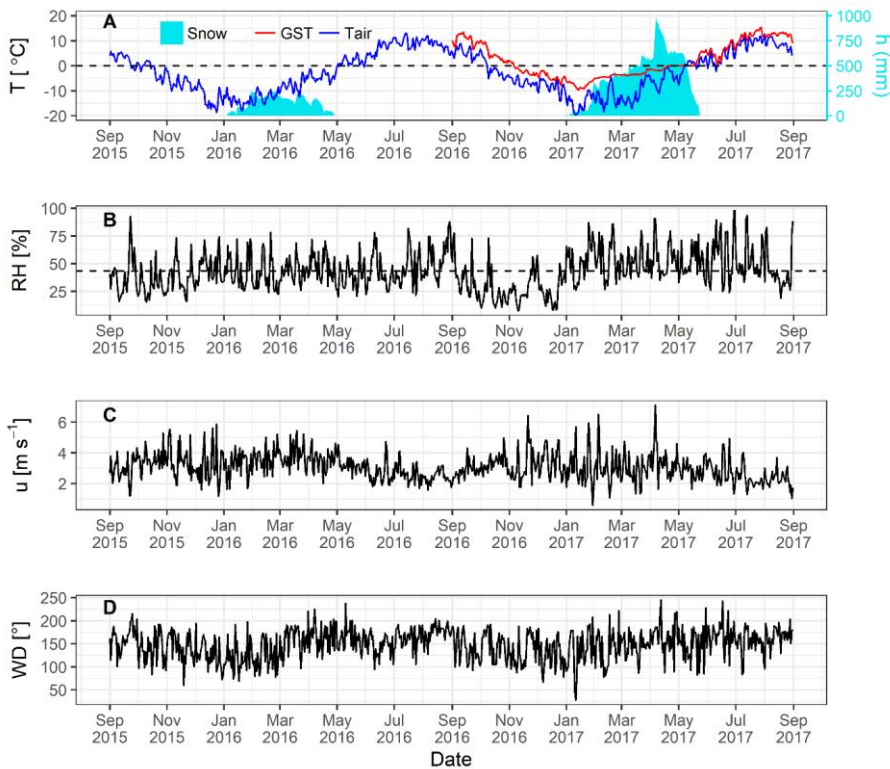 A
Snow GST Tair
T [ °C]
20
10
0
-10
-20
h (mm)
1000
750
500
250
0
Sep Nov Jan Mar May Jul Sep Nov Jan Mar May Jul Sep
2015 2015 2016 2016 2016 2016 2016 2016 2017 2017 2017 2017 2017
B
RH [%]
100
75
50
25
Sep Nov Jan Mar May Jul Sep Nov Jan Mar May Jul Sep
2015 2015 2016 2016 2016 2016 2016 2016 2017 2017 2017 2017 2017
C
u [m s⁻¹]
6
4
2
Sep Nov Jan Mar May Jul Sep Nov Jan Mar May Jul Sep
2015 2015 2016 2016 2016 2016 2016 2016 2017 2017 2017 2017 2017
D
WD [°]
250
200
150
100
50
Sep Nov Jan Mar May Jul Sep Nov Jan Mar May Jul Sep
2015 2015 2016 2016 2016 2016 2016 2016 2017 2017 2017 2017 2017
Date